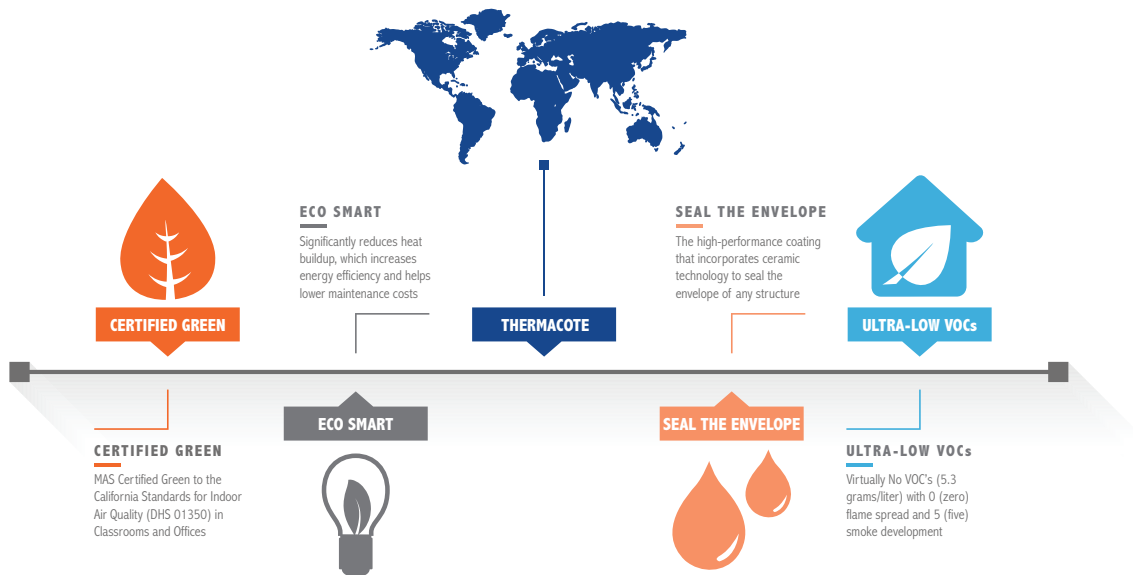 ECO SMART
Significantly reduces heat
buildup, which increases
energy efficiency and helps
lower maintenance costs
SEAL THE ENVELOPE
The high-performance coating
that incorporates ceramic
technology to seal the
envelope of any structure
CERTIFIED GREEN
THERMACOTE
ULTRA-LOW VOCs
ECO SMART
SEAL THE ENVELOPE
CERTIFIED GREEN
MAS Certified Green to the
California Standards for Indoor
Air Quality (DHS 01350) in
Classrooms and Offices
ULTRA-LOW VOCs
Virtually No VOC's (5.3
grams/liter) with 0 (zero)
flame spread and 5 (five)
smoke development